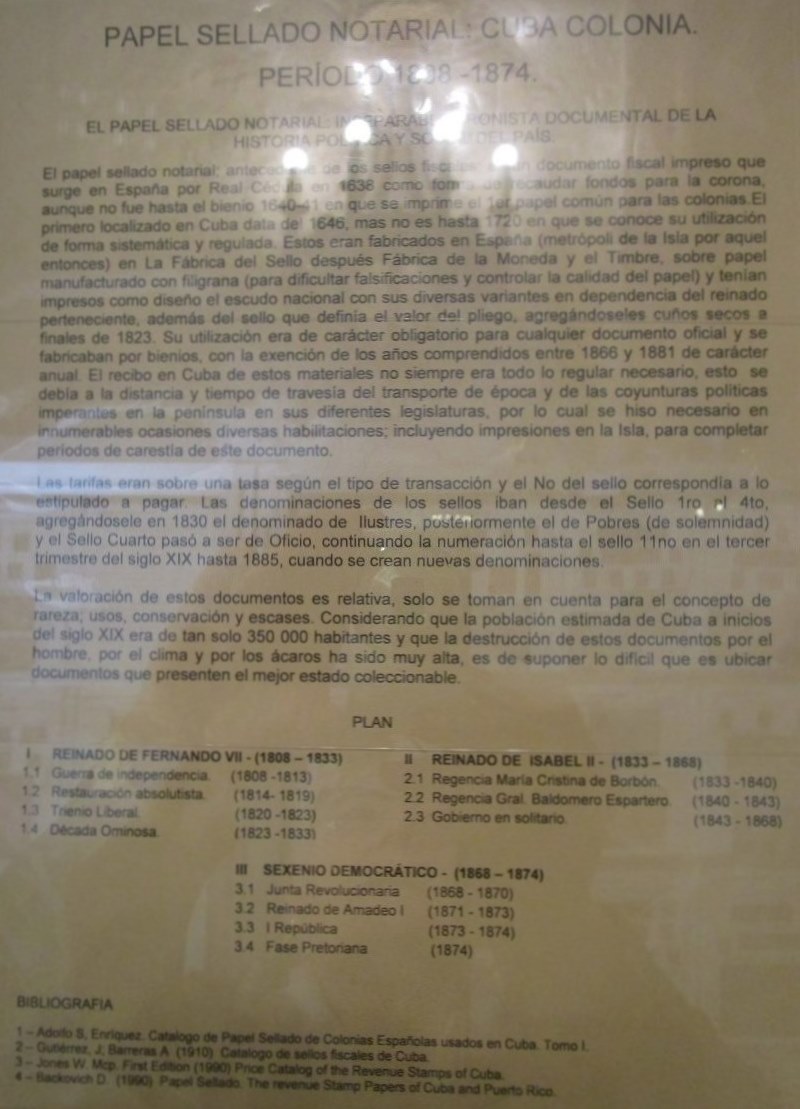 PAPEL SELLADO NOTARIAL: CUBA COLONIA.
PERÍODO 1808 -1874.
EL PAPEL SELLADO NOTARIAL: INSEPARABLE CRONISTA DOCUMENTAL DE LA
HISTORIA POLÍTICA Y SOCIAL DEL PAÍS.
El papel sellado notarial; antecedente de los sellos fiscales un documento fiscal impreso que
surge en España por Real Cédula en 1636 como forma de recaudar fondos para la corona,
aunque no fue hasta el bienio 1640-41 en que se imprime el 1er papel común para las colonias.El
primero localizado en Cuba data de 1646, mas no es hasta 1720 en que se conoce su utilización
de forma sistemática y regulada. Estos eran fabricados en España (metrópoli de la Isla por aquel
entonces) en La Fábrica del Sello después Fábrica de la Moneda y el Timbre, sobre papel
manufacturado con filigrana (para dificultar falsificaciones y controlar la calidad del papel) y tenían
impresos como diseño el escudo nacional con sus diversas variantes en dependencia del reinado
perteneciente, además del sello que definía el valor del pliego, agregándoseles cuños secos a
finales de 1823. Su utilización era de carácter obligatorio para cualquier documento oficial y se
fabricaban por bienios, con la exención de los años comprendidos entre 1866 y 1881 de carácter
anual. El recibo en Cuba de estos materiales no siempre era todo lo regular necesario, esto se
debía a la distancia y tiempo de travesía del transporte de época y de las coyunturas políticas
imperantes en la península en sus diferentes legislaturas, por lo cual se hiso necesario en
innumerables ocasiones diversas habilitaciones; incluyendo impresiones en la Isla, para completar
periodos de carestía de este documento.
Las tarifas eran sobre una tasa según el tipo de transacción y el No del sello correspondía a lo
estipulado a pagar. Las denominaciones de los sellos iban desde el Sello 1ro al 4to,
agregándosele en 1830 el denominado de Ilustres, posteriormente el de Pobres (de solemnidad)
y el Sello Cuarto pasó a ser de Oficio, continuando la numeración hasta el sello 11no en el tercer
trimestre del siglo XIX hasta 1885, cuando se crean nuevas denominaciones.
La valoración de estos documentos es relativa, solo se toman en cuenta para el concepto de
rareza; usos, conservación y escases. Considerando que la población estimada de Cuba a inicios
del siglo XIX era de tan solo 350 000 habitantes y que la destrucción de estos documentos por el
hombre, por el clima y por los ácaros ha sido muy alta, es de suponer lo difícil que es ubicar
documentos que presenten el mejor estado coleccionable.
PLAN
I REINADO DE FERNANDO VII - (1808 – 1833)
1.1 Guerra de independencia. (1808 -1813)
1.2 Restauración absolutista. (1814- 1819)
1.3 Trienio Liberal. (1820 -1823)
1.4 Década Ominosa. (1823 -1833)
II REINADO DE ISABEL II - (1833 – 1868)
2.1 Regencia María Cristina de Borbón. (1833 -1840)
2.2 Regencia Gral. Baldomero Espartero. (1840 - 1843)
2.3 Gobierno en solitario. (1843 - 1868)
III SEXENIO DEMOCRÁTICO - (1868 – 1874)
3.1 Junta Revolucionaria (1868 - 1870)
3.2 Reinado de Amadeo I (1871 - 1873)
3.3 I República (1873 - 1874)
3.4 Fase Pretoriana (1874)
BIBLIOGRAFIA
1 – Adolfo S. Enriquez. Catalogo de Papel Sellado de Colonias Españolas usados en Cuba. Tomo I.
2 – Gutiérrez, J; Barreras A. (1910) Catalogo de sellos fiscales de Cuba.
3 – Jones W. Mcp. First Edition (1990) Price Catalog of the Revenue Stamps of Cuba.
4 – Backovich D. (1990) Papel Sellado. The revenue Stamp Papers of Cuba and Puerto Rico.